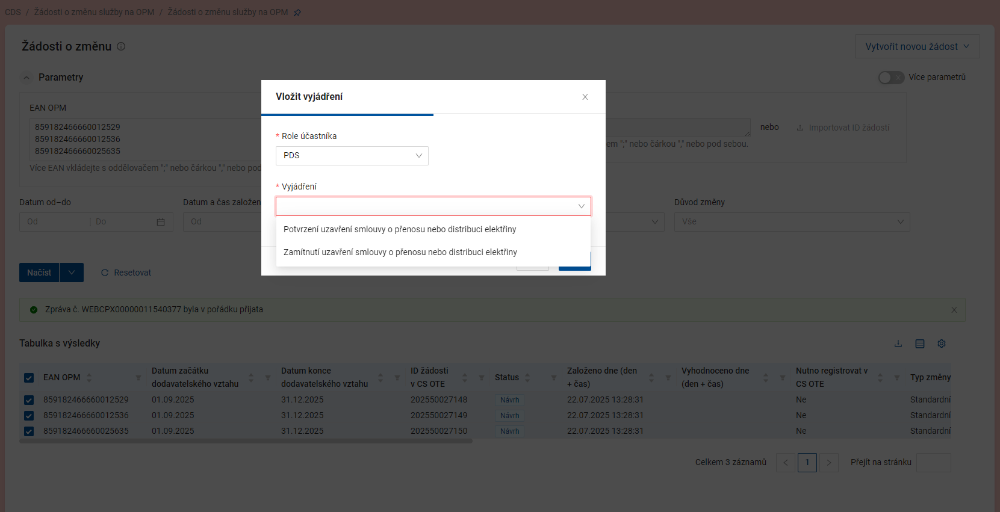 CDS / Žádosti o změnu služby na OPM / Žádosti o změnu služby na OPM
Žádosti o změnu
Vytvořit novou žádost
Parametry
Více parametrů
EAN OPM
859182466660012529
859182466660012536
859182466660025635
Více EAN vkládejte s oddělovačem ";" nebo čárkou "," nebo pod
nebo
Importovat ID žádostí
";" nebo čárkou "," nebo pod sebou.
Vložit vyjádření
* Role účastníka
PDS
* Vyjádření
Potvrzení uzavření smlouvy o přenosu nebo distribuci elektřiny
Zamítnutí uzavření smlouvy o přenosu nebo distribuci elektřiny
Datum od–do
Od
Do
Datum a čas založen
Od
Důvod změny
Vše
Načíst
Resetovat
Zpráva č. WEBCPX00000011540377 byla v pořádku přijata
Tabulka s výsledky
EAN OPM
Datum začátku dodavatelského vztahu
Datum konce dodavatelského vztahu
ID žádosti v CS OTE
Status
Založeno dne (den + čas)
Vyhodnoceno dne (den + čas)
Nutno registrovat v CS OTE
Typ změny
859182466660012529 01.09.2025 31.12.2025 202550027148 Návrh 22.07.2025 13:28:31 Ne Standardní
859182466660012536 01.09.2025 31.12.2025 202550027149 Návrh 22.07.2025 13:28:31 Ne Standardní
859182466660025635 01.09.2025 31.12.2025 202550027150 Návrh 22.07.2025 13:28:31 Ne Standardní
Celkem 3 záznamů
1
Přejít na stránku